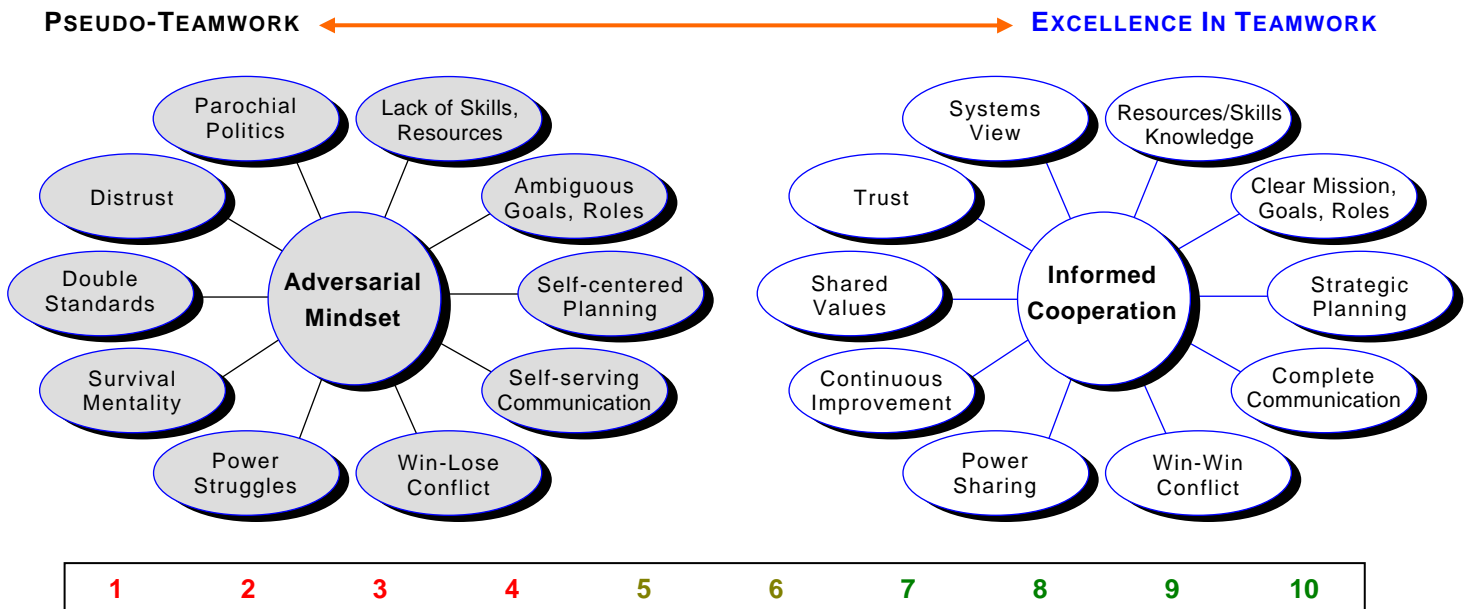 PSEUDO-TEAMWORK
EXCELLENCE IN TEAMWORK
Parochial
Politics
Lack of Skills,
Resources
Distrust
Ambiguous
Goals, Roles
Double
Standards
Adversarial
Mindset
Self-centered
Planning
Survival
Mentality
Self-serving
Communication
Power
Struggles
Win-Lose
Conflict
Systems
View
Resources/Skills
Knowledge
Trust
Clear Mission,
Goals, Roles
Shared
Values
Informed
Cooperation
Strategic
Planning
Continuous
Improvement
Complete
Communication
Power
Sharing
Win-Win
Conflict
1 2 3 4 5 6 7 8 9 10